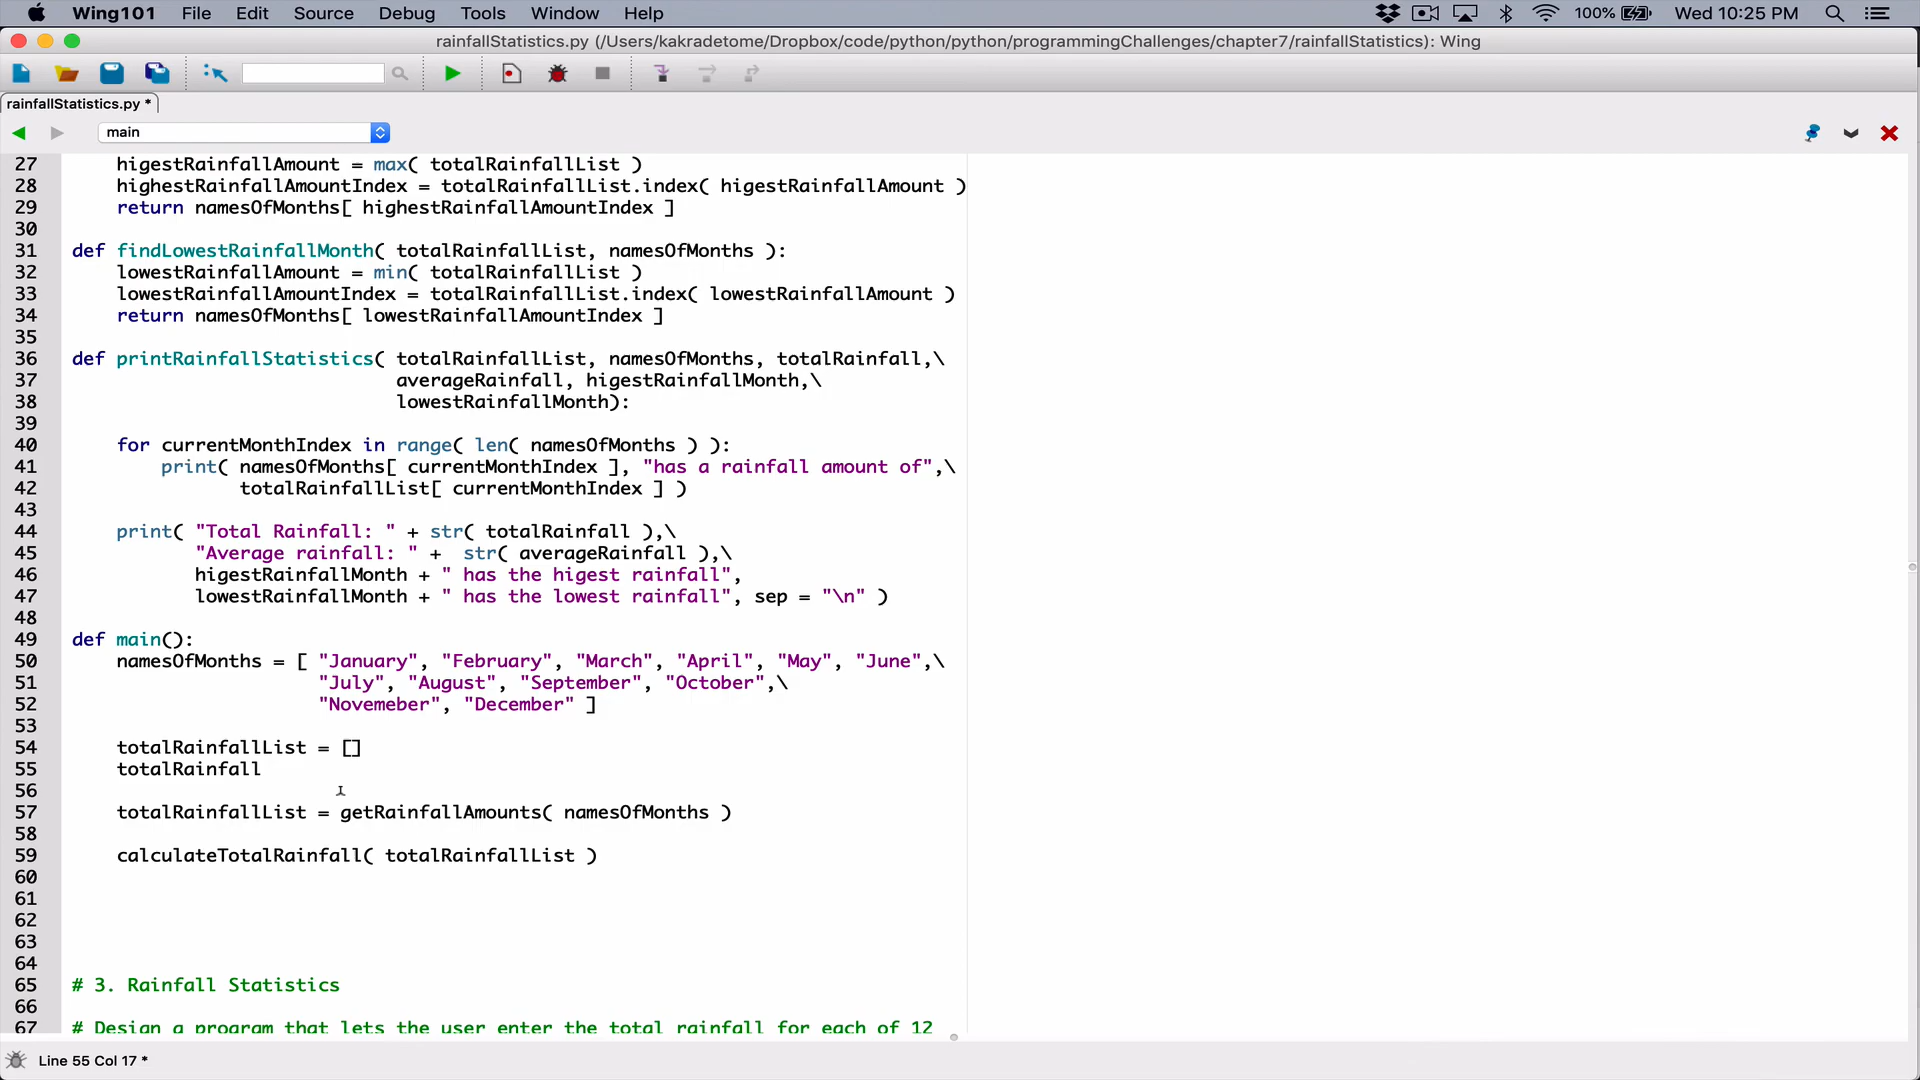 Wing101 File Edit Source Debug Tools Window Help 100% Wed 10:25 PM
rainfallStatistics.py (/Users/kakradetome/Dropbox/code/python/python/programmingChallenges/chapter7/rainfallStatistics): Wing
rainfallStatistics.py *
main
27 higestRainfallAmount = max( totalRainfallList )
28 highestRainfallAmountIndex = totalRainfallList.index( higestRainfallAmount )
29 return namesOfMonths[ highestRainfallAmountIndex ]
30
31 def findLowestRainfallMonth( totalRainfallList, namesOfMonths ):
32 lowestRainfallAmount = min( totalRainfallList )
33 lowestRainfallAmountIndex = totalRainfallList.index( lowestRainfallAmount )
34 return namesOfMonths[ lowestRainfallAmountIndex ]
35
36 def printRainfallStatistics( totalRainfallList, namesOfMonths, totalRainfall,\
37 averageRainfall, higestRainfallMonth,\
38 lowestRainfallMonth):
39
40 for currentMonthIndex in range( len( namesOfMonths ) ):
41 print( namesOfMonths[ currentMonthIndex ], "has a rainfall amount of",\
42 totalRainfallList[ currentMonthIndex ] )
43
44 print( "Total Rainfall: " + str( totalRainfall ),\
45 "Average rainfall: " +  str( averageRainfall ),\
46 higestRainfallMonth + " has the higest rainfall",
47 lowestRainfallMonth + " has the lowest rainfall", sep = "\n" )
48
49 def main():
50 namesOfMonths = [ "January", "February", "March", "April", "May", "June",\
51 "July", "August", "September", "October",\
52 "Novemeber", "December" ]
53
54 totalRainfallList = []
55 totalRainfall
56
57 totalRainfallList = getRainfallAmounts( namesOfMonths )
58
59 calculateTotalRainfall( totalRainfallList )
60
61
62
63
64
65 # 3. Rainfall Statistics
66
67 # Design a program that lets the user enter the total rainfall for each of 12
Line 55 Col 17 *